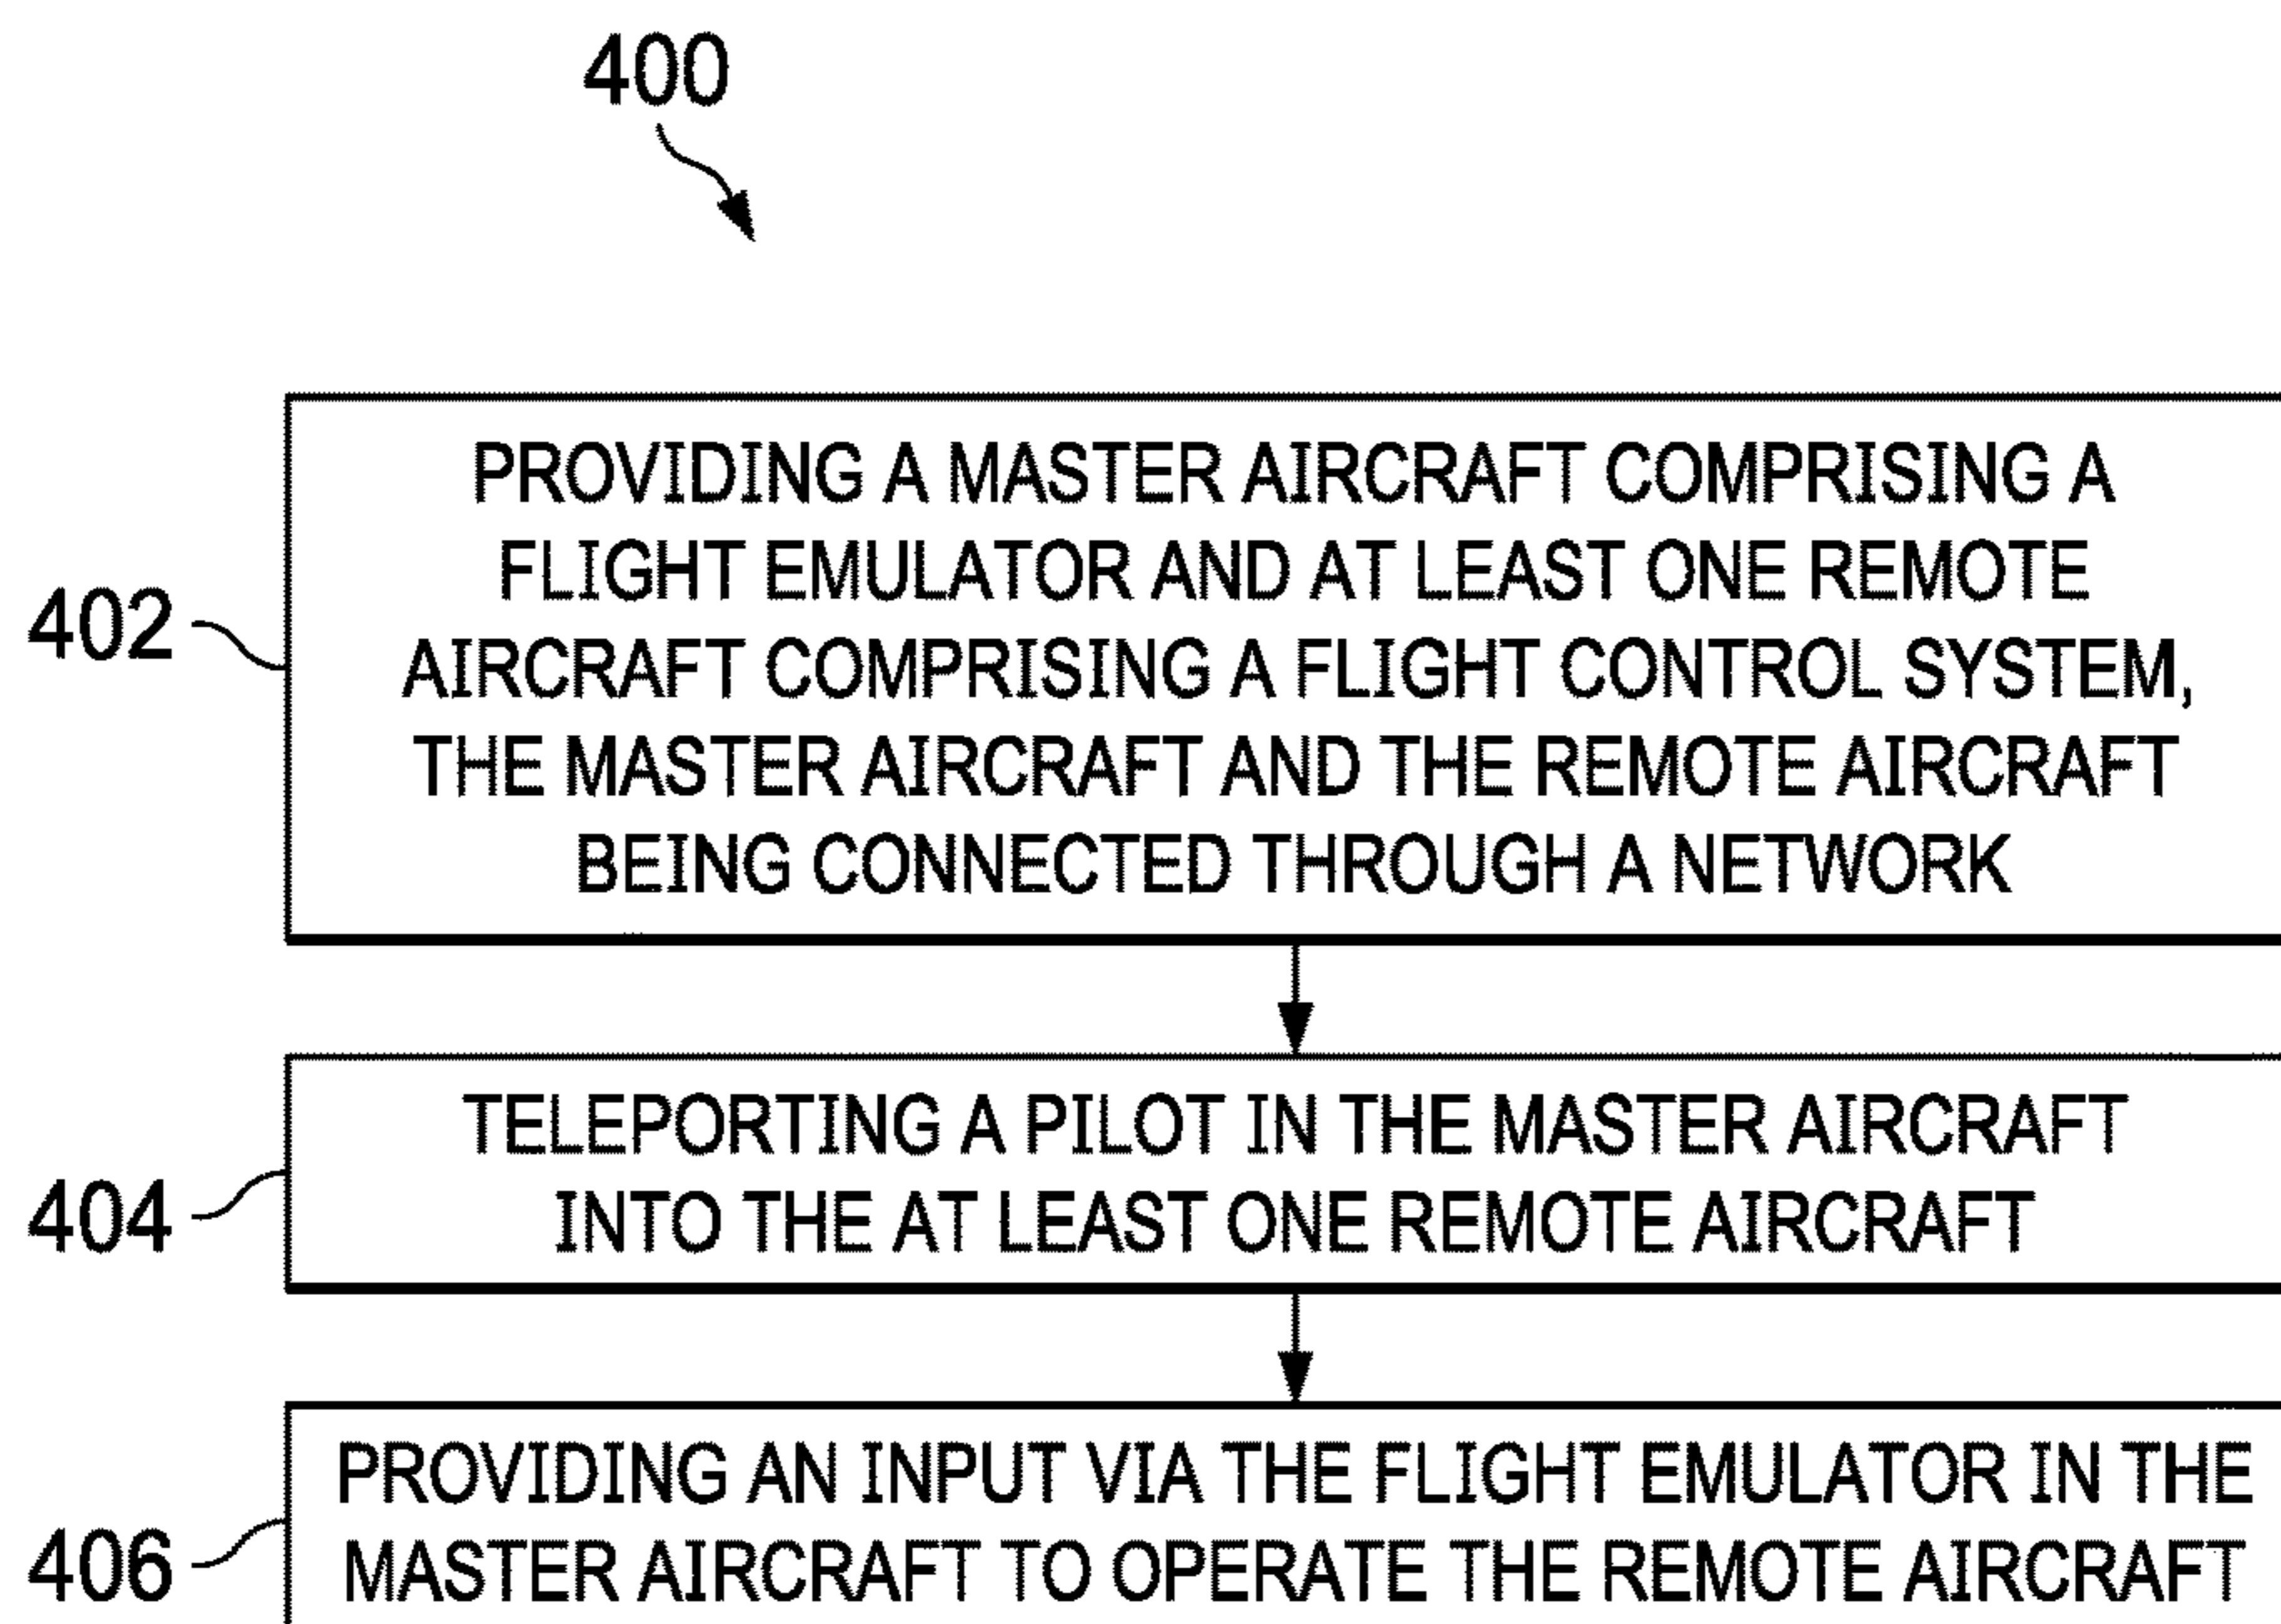 400
402
PROVIDING A MASTER AIRCRAFT COMPRISING A
FLIGHT EMULATOR AND AT LEAST ONE REMOTE
AIRCRAFT COMPRISING A FLIGHT CONTROL SYSTEM,
THE MASTER AIRCRAFT AND THE REMOTE AIRCRAFT
BEING CONNECTED THROUGH A NETWORK
404
TELEPORTING A PILOT IN THE MASTER AIRCRAFT
INTO THE AT LEAST ONE REMOTE AIRCRAFT
406
PROVIDING AN INPUT VIA THE FLIGHT EMULATOR IN THE
MASTER AIRCRAFT TO OPERATE THE REMOTE AIRCRAFT